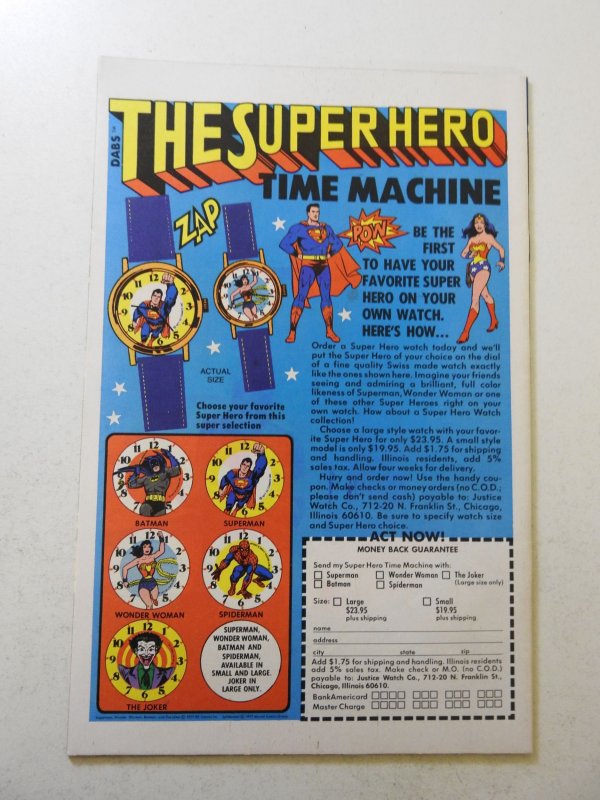 DABS™
THE SUPER HERO
TIME MACHINE
ZAP
POW
BE THE
FIRST
TO HAVE YOUR
FAVORITE SUPER
HERO ON YOUR
OWN WATCH.
HERE'S HOW...
ACTUAL
SIZE
Choose your favorite
Super Hero from this
super selection
Order a Super Hero watch today and we'll
put the Super Hero of your choice on the dial
of a fine quality Swiss made watch exactly
like the ones shown here. Imagine your friends
seeing and admiring a brilliant, full color
likeness of Superman, Wonder Woman or one
of these other Super Heroes right on your
own watch. How about a Super Hero Watch
collection!
Choose a large style watch with your favor-
ite Super Hero for only $23.95. A small style
model is only $19.95. Add $1.75 for shipping
and handling. Illinois residents, add 5%
sales tax. Allow four weeks for delivery.
Hurry and order now! Use the handy cou-
pon. Make checks or money orders (no C.O.D.;
please don't send cash) payable to: Justice
Watch Co., 712-20 N. Franklin St., Chicago,
Illinois 60610. Be sure to specify watch size
and Super Hero choice.
BATMAN
SUPERMAN
WONDER WOMAN
SPIDERMAN
THE JOKER
SUPERMAN,
WONDER WOMAN,
BATMAN AND
SPIDERMAN,
AVAILABLE IN
SMALL AND LARGE.
JOKER IN
LARGE ONLY.
ACT NOW!
MONEY BACK GUARANTEE
Send my Super Hero Time Machine with:
Superman Wonder Woman The Joker
Batman Spiderman (Large size only)
Size: Large Small
$23.95 $19.95
plus shipping plus shipping
name
address
city state zip
Add $1.75 for shipping and handling. Illinois residents
add 5% sales tax. Make check or M.O. (no C.O.D.)
payable to: Justice Watch Co., 712-20 N. Franklin St.,
Chicago, Illinois 60610.
BankAmericard
Master Charge